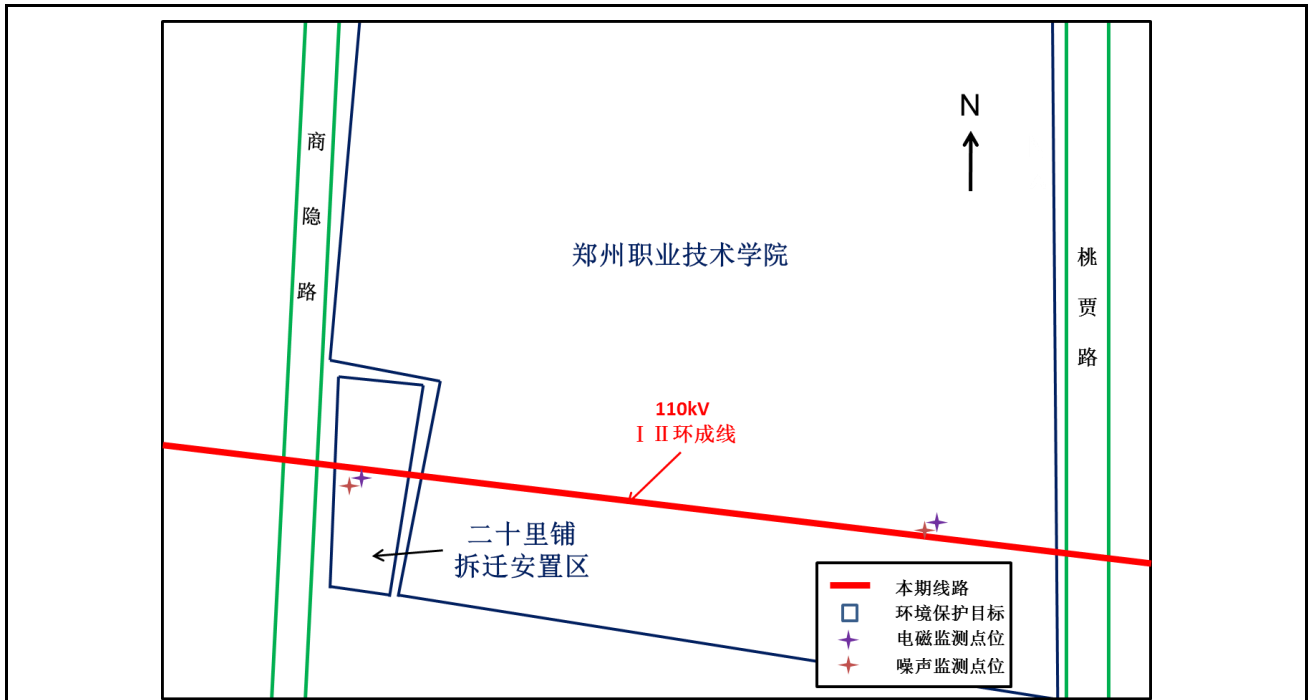 N
商
隐
路
郑州职业技术学院
桃
贾
路
110kV
Ⅰ Ⅱ环成线
二十里铺
拆迁安置区
本期线路
环境保护目标
电磁监测点位
噪声监测点位